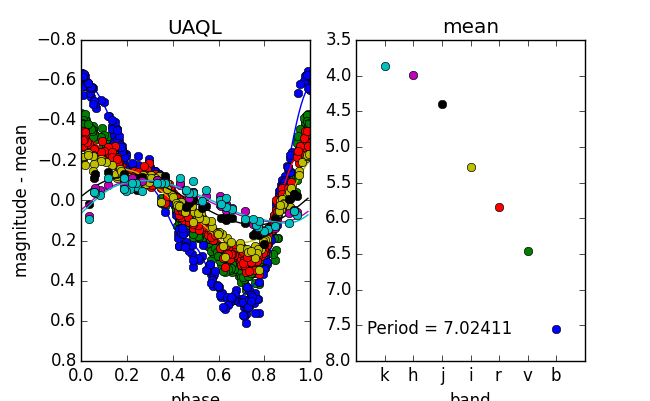 UAQL
mean
magnitude - mean
−0.8
−0.6
−0.4
−0.2
0.0
0.2
0.4
0.6
0.8
0.0 0.2 0.4 0.6 0.8 1.0
phase
3.5
4.0
4.5
5.0
5.5
6.0
6.5
7.0
7.5
8.0
Period = 7.02411
k h j i r v b
band